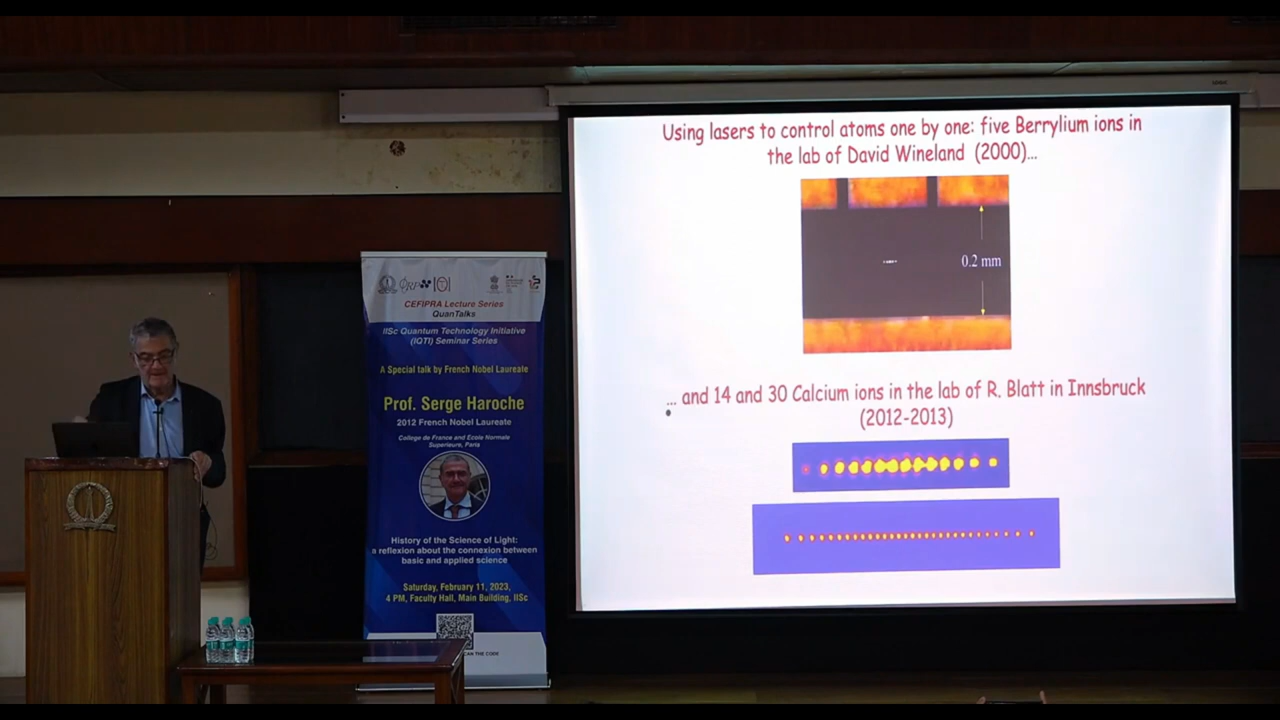 Using lasers to control atoms one by one: five Berrylium ions in
the lab of David Wineland (2000)…
0.2 mm
… and 14 and 30 Calcium ions in the lab of R. Blatt in Innsbruck
(2012-2013)
CEFIPRA Lecture Series
QuanTalks
IISc Quantum Technology Initiative
(IQTI) Seminar Series
A Special talk by French Nobel Laureate
Prof. Serge Haroche
2012 French Nobel Laureate
College de France and Ecole Normale
Superieure, Paris
History of the Science of Light:
a reflexion about the connexion between
basic and applied science
Saturday, February 11, 2023,
4 PM, Faculty Hall, Main Building, IISc
CAN THE CODE